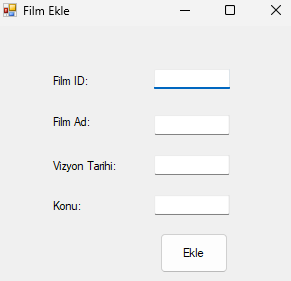 Film Ekle
Film ID:
Film Ad:
Vizyon Tarihi:
Konu:
Ekle